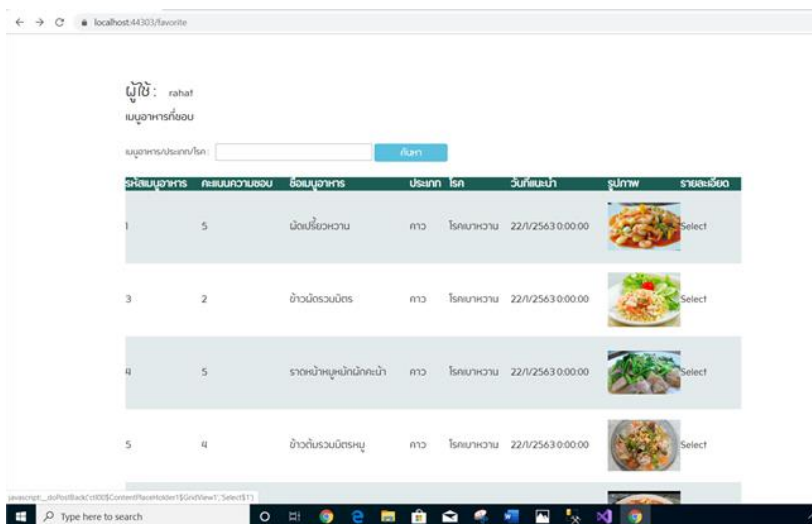 localhost:44303/favorite
ผู้ใช้ : rahat
เมนูอาหารที่ชอบ
เมนูอาหาร/ประเภท/โรค : ค้นหา
รหัสเมนูอาหาร คะแนนความชอบ ชื่อเมนูอาหาร ประเภท โรค วันที่แนะนำ รูปภาพ รายละเอียด
1 5 ผัดเปรี้ยวหวาน คาว โรคเบาหวาน 22/1/2563 0:00:00 Select
3 2 ข้าวผัดรวมมิตร คาว โรคเบาหวาน 22/1/2563 0:00:00 Select
4 5 ราดหน้าหมูหมักผักคะน้า คาว โรคเบาหวาน 22/1/2563 0:00:00 Select
5 4 ข้าวต้มรวมมิตรหมู คาว โรคเบาหวาน 22/1/2563 0:00:00 Select
javascript:__doPostBack('ctl00$ContentPlaceHolder1$GridView1','Select$1')
Type here to search